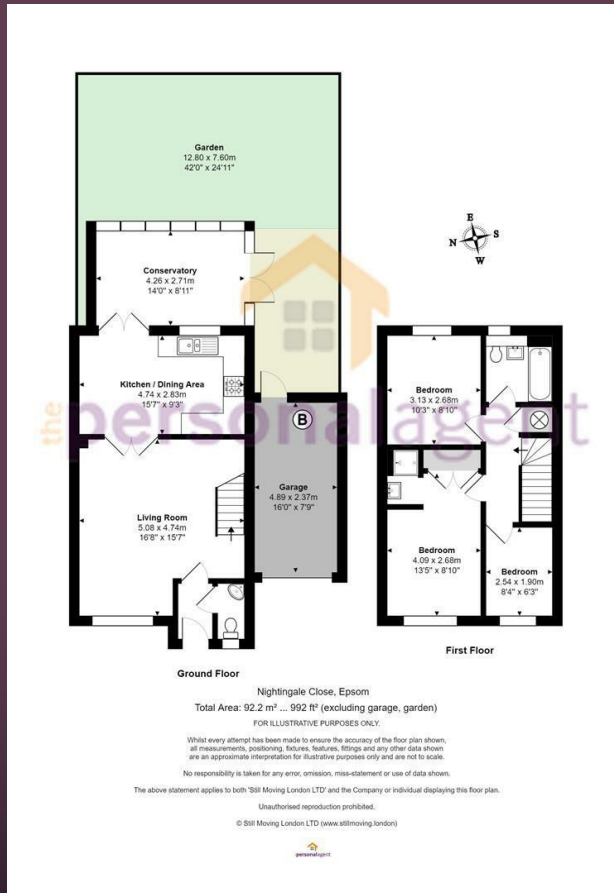 Garden
12.80 x 7.60m
42'0" x 24'11"
E
N
S
W
Conservatory
4.26 x 2.71m
14'0" x 8'11"
Kitchen / Dining Area
4.74 x 2.83m
15'7" x 9'3"
Bedroom
3.13 x 2.68m
10'3" x 8'10"
the personalagent
B
Garage
4.89 x 2.37m
16'0" x 7'9"
Living Room
5.08 x 4.74m
16'8" x 15'7"
Bedroom
4.09 x 2.68m
13'5" x 8'10"
Bedroom
2.54 x 1.90m
8'4" x 6'3"
Ground Floor
First Floor
Nightingale Close, Epsom
Total Area: 92.2 m² ... 992 ft² (excluding garage, garden)
FOR ILLUSTRATIVE PURPOSES ONLY.
Whilst every attempt has been made to ensure the accuracy of the floor plan shown,
all measurements, positioning, fixtures, features, fittings and any other data shown
are an approximate interpretation for illustrative purposes only and are not to scale.
No responsibility is taken for any error, omission, miss-statement or use of data shown.
The above statement applies to both 'Still Moving London LTD' and the Company or individual displaying this floor plan.
Unauthorised reproduction prohibited.
© Still Moving London LTD (www.stillmoving.london)
personalagent